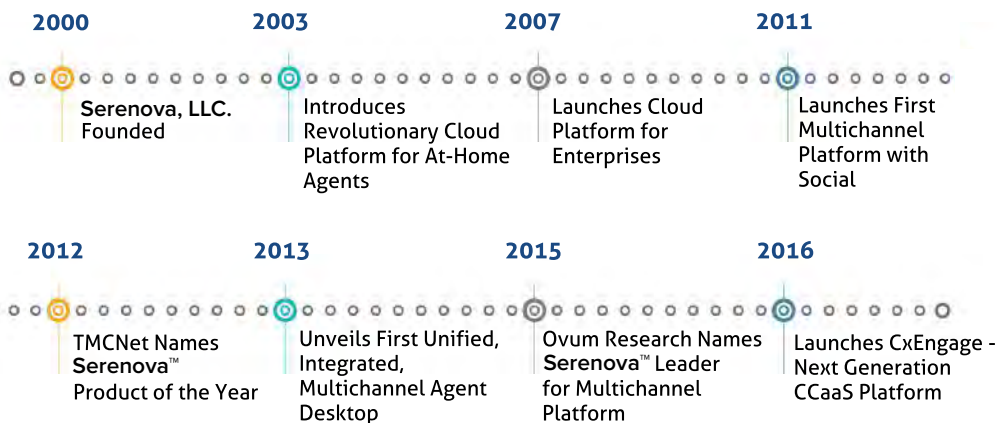 2000
2003
2007
2011
Serenova, LLC.
Founded
Introduces
Revolutionary Cloud
Platform for At-Home
Agents
Launches Cloud
Platform for
Enterprises
Launches First
Multichannel
Platform with
Social
2012
2013
2015
2016
TMCNet Names
Serenova™
Product of the Year
Unveils First Unified,
Integrated,
Multichannel Agent
Desktop
Ovum Research Names
Serenova™ Leader
for Multichannel
Platform
Launches CxEngage -
Next Generation
CCaaS Platform